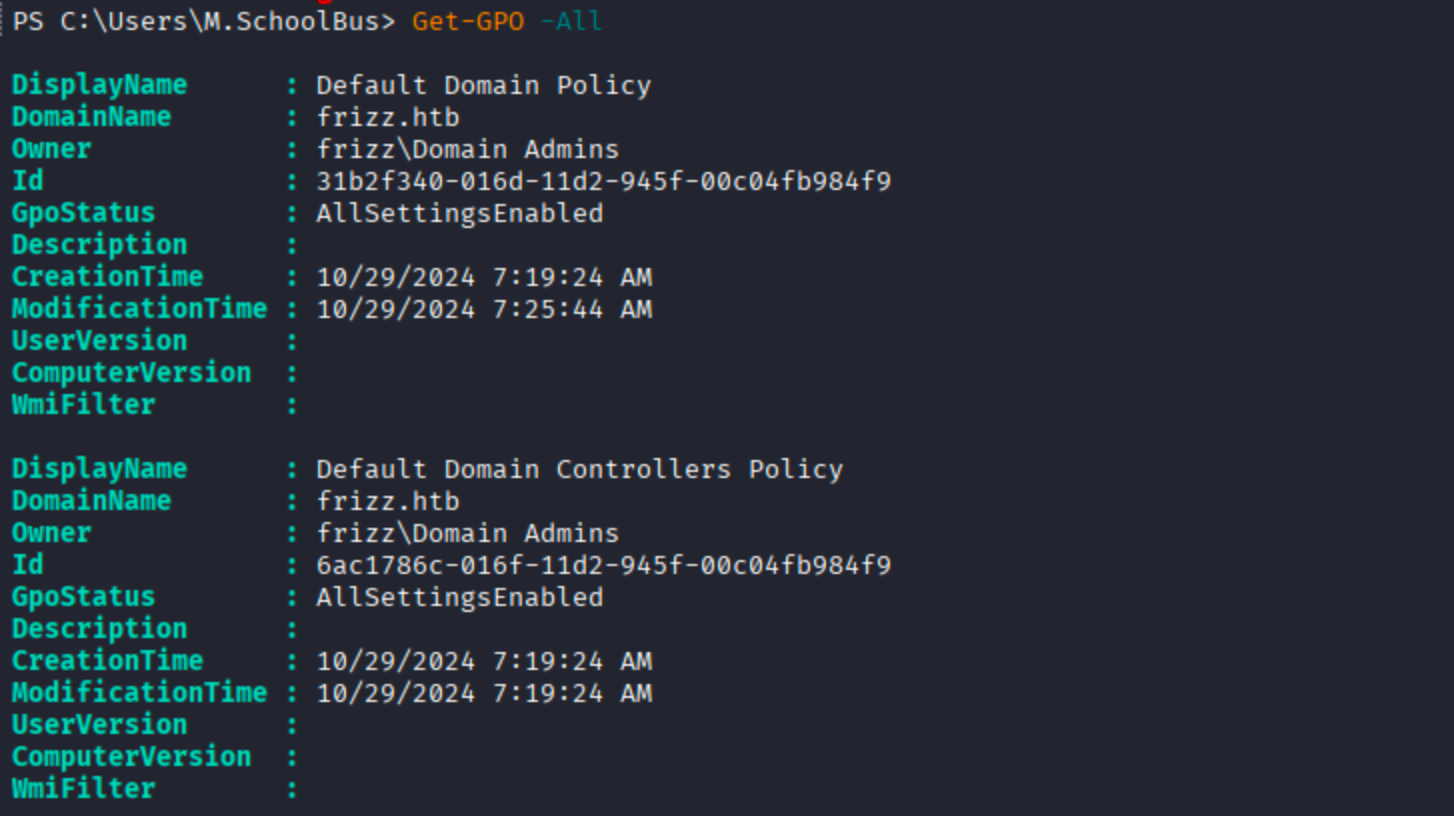 PS C:\Users\M.SchoolBus> Get-GPO -All
DisplayName : Default Domain Policy
DomainName : frizz.htb
Owner : frizz\Domain Admins
Id : 31b2f340-016d-11d2-945f-00c04fb984f9
GpoStatus : AllSettingsEnabled
Description :
CreationTime : 10/29/2024 7:19:24 AM
ModificationTime : 10/29/2024 7:25:44 AM
UserVersion :
ComputerVersion :
WmiFilter :
DisplayName : Default Domain Controllers Policy
DomainName : frizz.htb
Owner : frizz\Domain Admins
Id : 6ac1786c-016f-11d2-945f-00c04fb984f9
GpoStatus : AllSettingsEnabled
Description :
CreationTime : 10/29/2024 7:19:24 AM
ModificationTime : 10/29/2024 7:19:24 AM
UserVersion :
ComputerVersion :
WmiFilter :